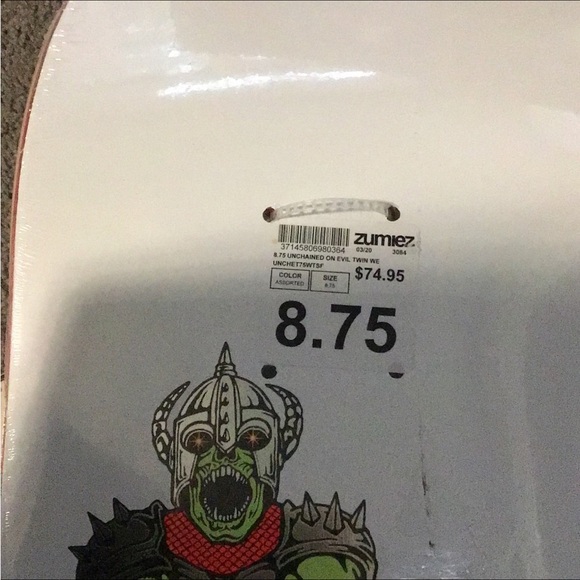 zumiez
37145806980364 03/20 3084
8.75 UNCHAINED ON EVIL TWIN WE
UNCHET75WTSF
$74.95
COLOR SIZE
ASSORTED 8.75
8.75